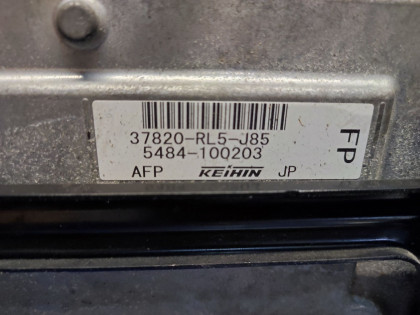 37820-RL5-J85
5484-100203
AFP KEIHIN JP
FP